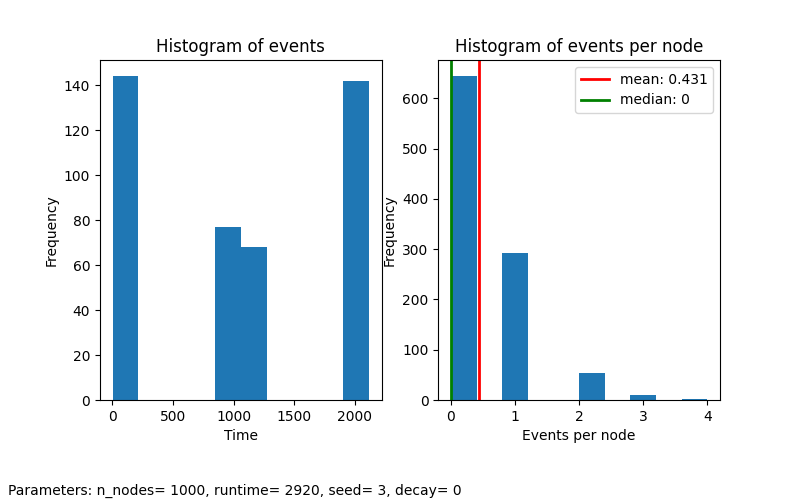 Histogram of events
Frequency
140
120
100
80
60
40
20
0
0 500 1000 1500 2000
Time
Histogram of events per node
mean: 0.431
median: 0
Frequency
600
500
400
300
200
100
0
0 1 2 3 4
Events per node
Parameters: n_nodes= 1000, runtime= 2920, seed= 3, decay= 0